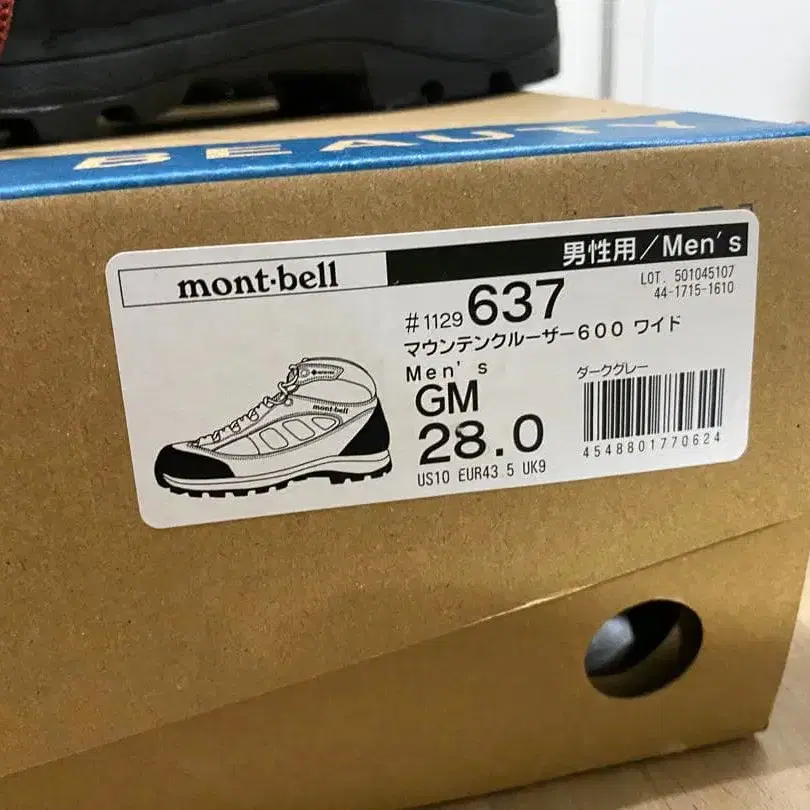 BEAUTY
mont-bell
男性用/Men's
LOT. 501045107
44-1715-1610
#1129 637
マウンテンクルーザー600 ワイド
Men's
ダークグレー
GM
28.0
US10 EUR43.5 UK9
4548801770624
mont-bell